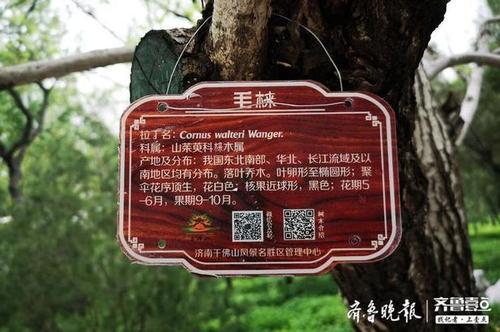 毛梾
拉丁名：Cornus walteri Wanger.
科属：山茱萸科梾木属
产地及分布：我国东北南部、华北、长江流域及以
南地区均有分布。落叶乔木。叶卵形至椭圆形；聚
伞花序顶生，花白色；核果近球形，黑色；花期5
-6月，果期9-10月。
济南千佛山风景名胜区管理中心
齐鲁晚报
齐鲁壹点